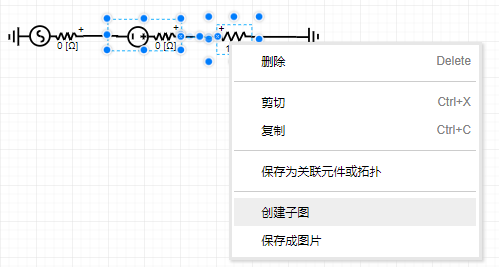 +
+
+
0 [Ω]
0 [Ω]
1
删除 Delete
剪切 Ctrl+X
复制 Ctrl+C
保存为关联元件或拓扑
创建子图
保存成图片